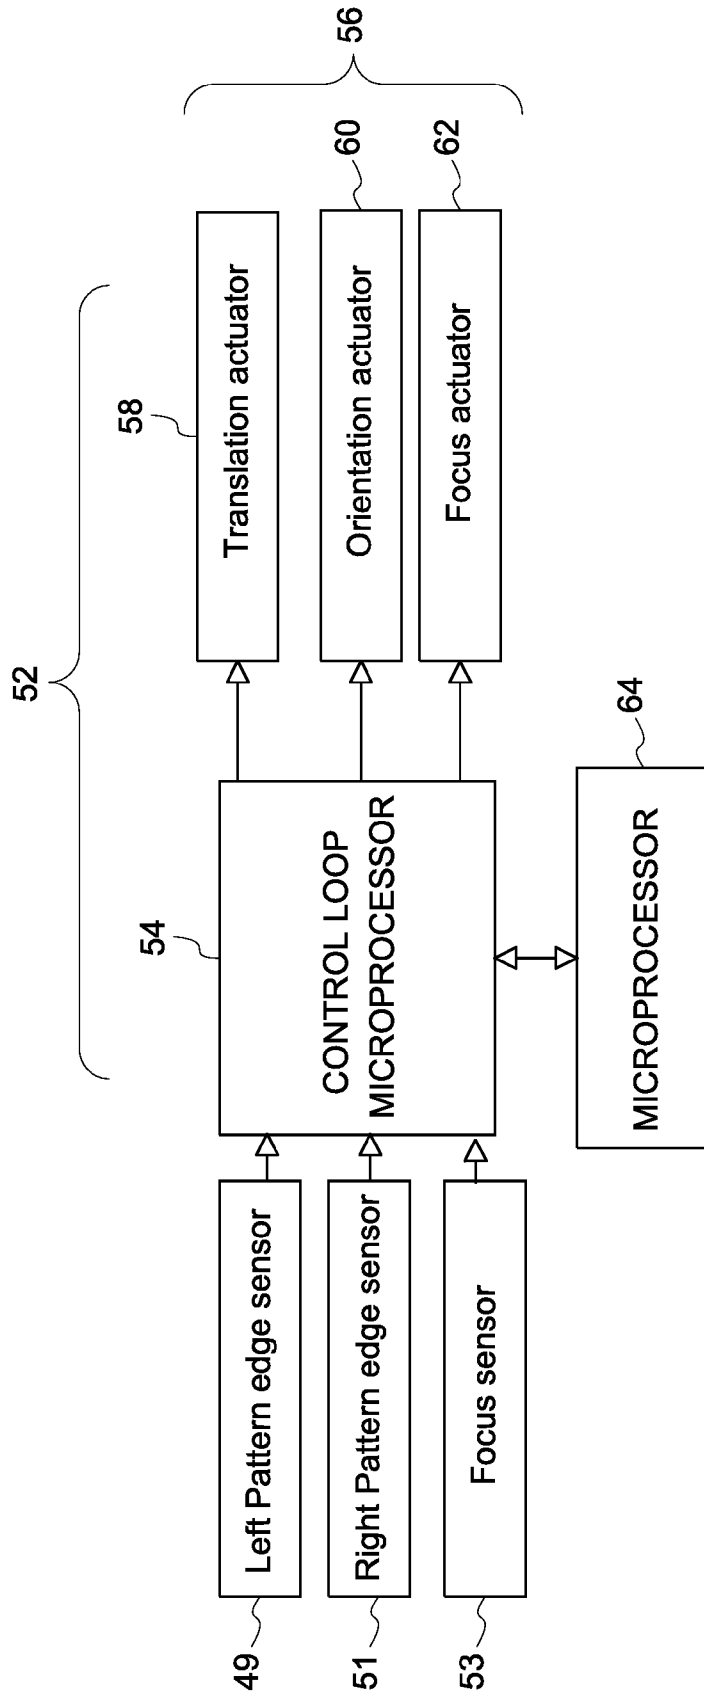 52
56
54
58
60
62
49
Left Pattern edge sensor
51
Right Pattern edge sensor
53
Focus sensor
CONTROL LOOP
MICROPROCESSOR
Translation actuator
Orientation actuator
Focus actuator
MICROPROCESSOR
64